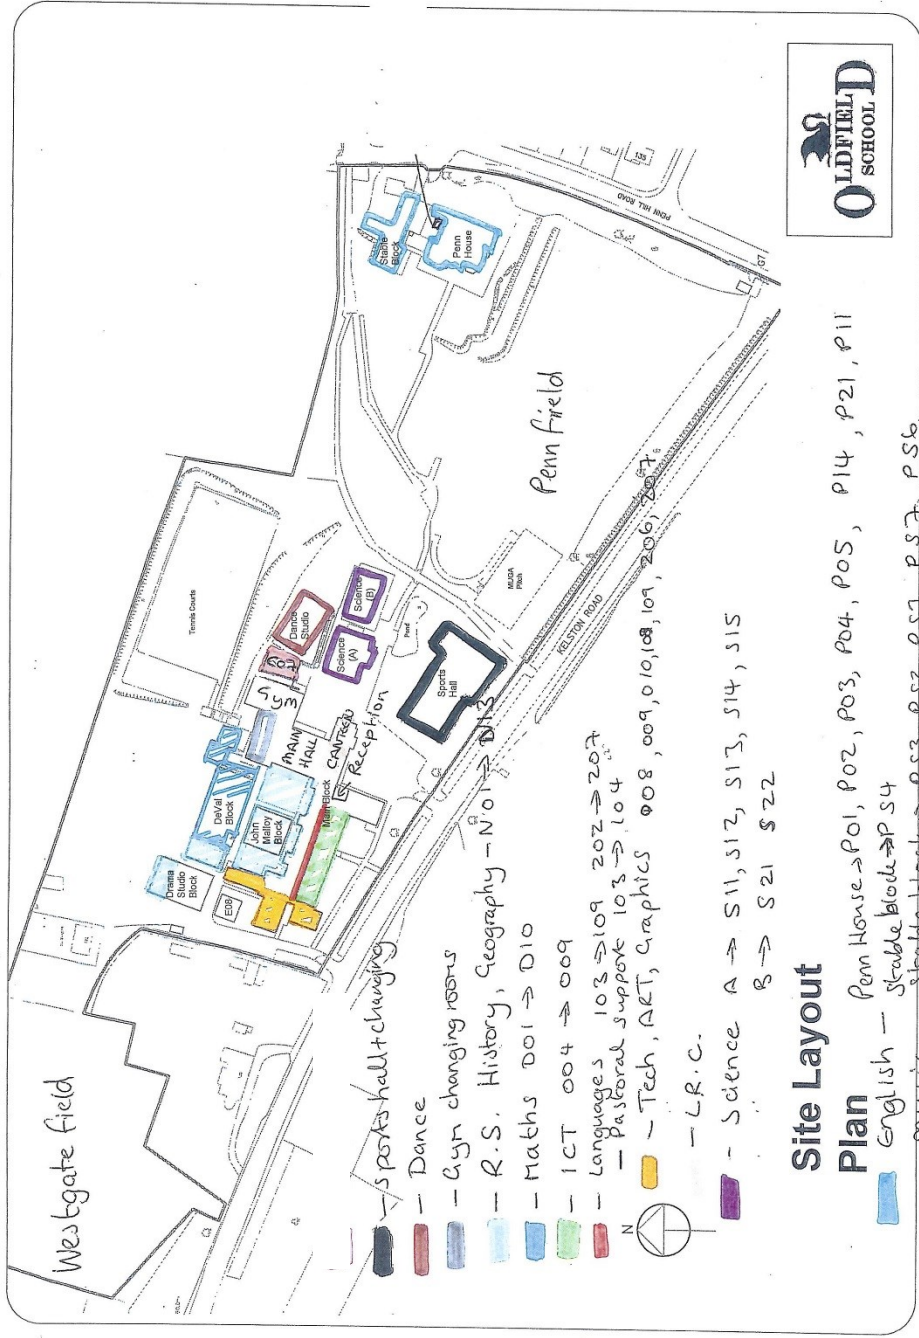 Westgate field
Tennis Courts
Stable
Block
Penn
House
135
PENN HILL ROAD
G7
Penn field
MUGA
Pitch
KELSTON ROAD
Dance
Studio
Science
(B)
Science
(A)
Pond
Sports
Hall
Gym
MAIN
HALL
CANTEEN
Reception
DeVal
Block
John
Malloy
Block
Main Block
Drama
Studio
Block
E08
- sports hall + changing
- Dance
- Gym changing rooms
- R.S. History, Geography - N01 → N13
- Maths D01 → D10
- ICT 004 → 009
- Languages 103 → 109 202 → 207
- Pastoral support 103 → 104
- Tech, ART, Graphics 008, 009, 010, 108, 109, 206, 207
- L.R.C.
N
- Science A → S11, S12, S13, S14, S15
B → S21 S22
Site Layout
Plan
English - Penn House → P01, P02, P03, P04, P05, P14, P21, P11
Stable block → PS4
OLDFIELD
SCHOOL